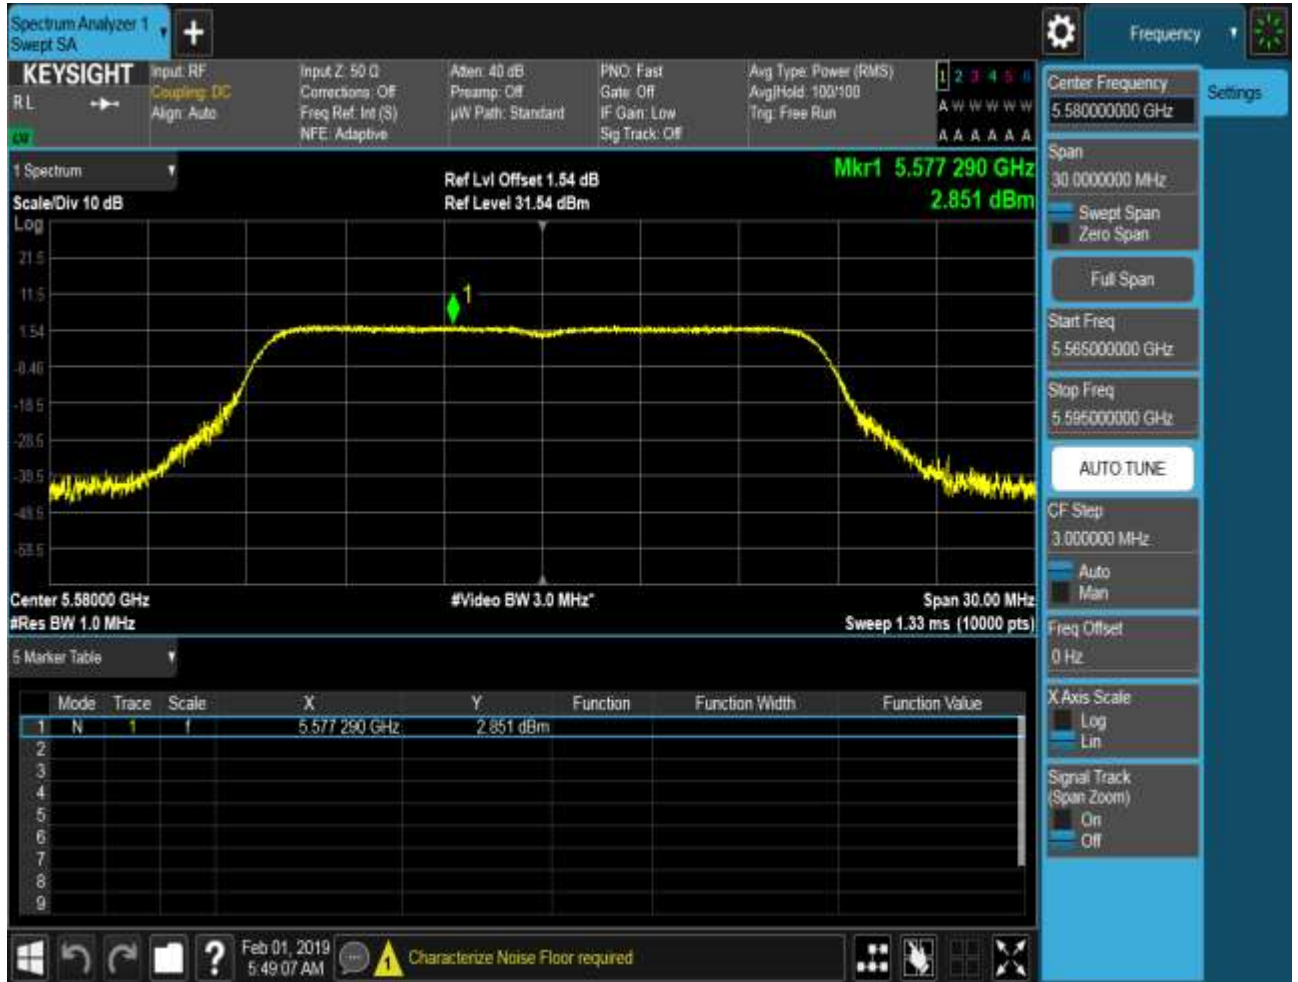 Spectrum Analyzer 1
Swept SA
+
Frequency
KEYSIGHT
R L
Input: RF
Coupling: DC
Align: Auto
Input Z: 50 Ω
Corrections: Off
Freq Ref: Int (S)
NFE: Adaptive
Atten: 40 dB
Preamp: Off
µW Path: Standard
PNO: Fast
Gate: Off
IF Gain: Low
Sig Track: Off
Avg Type: Power (RMS)
Avg|Hold: 100/100
Trig: Free Run
1 2 3 4 5 6
A W W W W W
A A A A A A
1 Spectrum
Scale/Div 10 dB
Log
Ref Lvl Offset 1.54 dB
Ref Level 31.54 dBm
Mkr1 5.577 290 GHz
2.851 dBm
21.5
11.5
1
1.54
-8.46
-18.5
-28.5
-38.5
-48.5
-58.5
Center 5.58000 GHz
#Res BW 1.0 MHz
#Video BW 3.0 MHz*
Span 30.00 MHz
Sweep 1.33 ms (10000 pts)
5 Marker Table
Mode Trace Scale X Y Function Function Width Function Value
1 N 1 f 5.577 290 GHz 2.851 dBm
2
3
4
5
6
7
8
9
Center Frequency
5.580000000 GHz
Settings
Span
30.0000000 MHz
Swept Span
Zero Span
Full Span
Start Freq
5.565000000 GHz
Stop Freq
5.595000000 GHz
AUTO TUNE
CF Step
3.000000 MHz
Auto
Man
Freq Offset
0 Hz
X Axis Scale
Log
Lin
Signal Track
(Span Zoom)
On
Off
?
Feb 01, 2019
5:49:07 AM
1
Characterize Noise Floor required